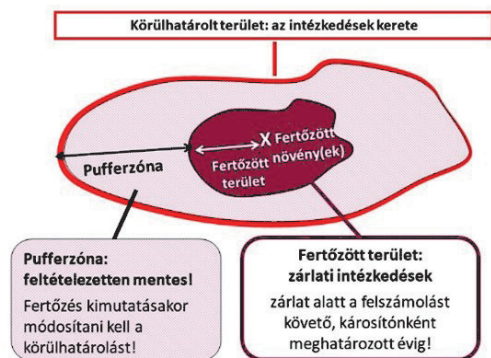 Körülhatárolt terület: az intézkedések kerete
Pufferzóna
X Fertőzött
növény(ek)
Fertőzött
terület
Pufferzóna:
feltételezetten mentes!
Fertőzés kimutatásakor
módosítani kell a
körülhatárolást!
Fertőzött terület:
zárlati intézkedések
zárlat alatt a felszámolást
követő, károsítónként
meghatározott évig!